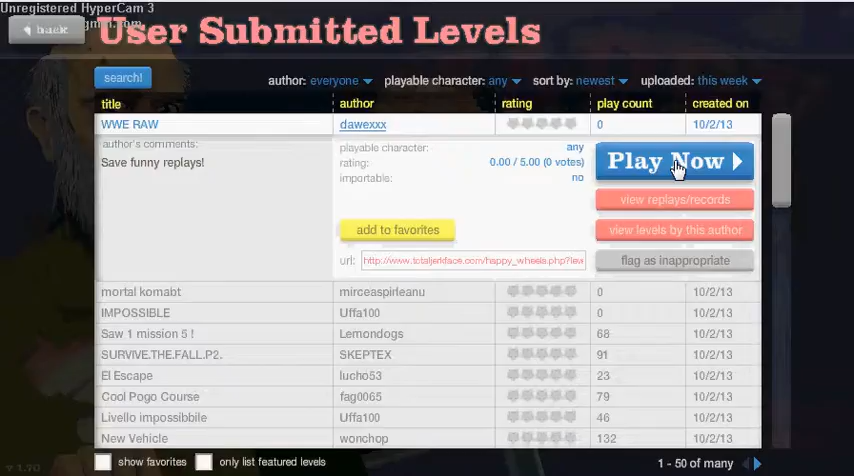 Unregistered HyperCam 3
back
User Submitted Levels
search!
author: everyone playable character: any sort by: newest uploaded: this week
title author rating play count created on
WWE RAW dawexxx 0 10/2/13
author's comments:
Save funny replays!
playable character: any
rating: 0.00 / 5.00 (0 votes)
importable: no
Play Now
view replays/records
add to favorites
view levels by this author
url: http://www.totaljerkface.com/happy_wheels.php?lev
flag as inappropriate
mortal komabt mirceaspirleanu 0 10/2/13
IMPOSSIBLE Uffa100 0 10/2/13
Saw 1 mission 5 ! Lemondogs 68 10/2/13
SURVIVE.THE.FALL.P2. SKEPTEX 91 10/2/13
El Escape lucho53 23 10/2/13
Cool Pogo Course fag0065 79 10/2/13
Livello impossibbile Uffa100 46 10/2/13
New Vehicle wonchop 132 10/2/13
show favorites only list featured levels 1 - 50 of many
v 1.70